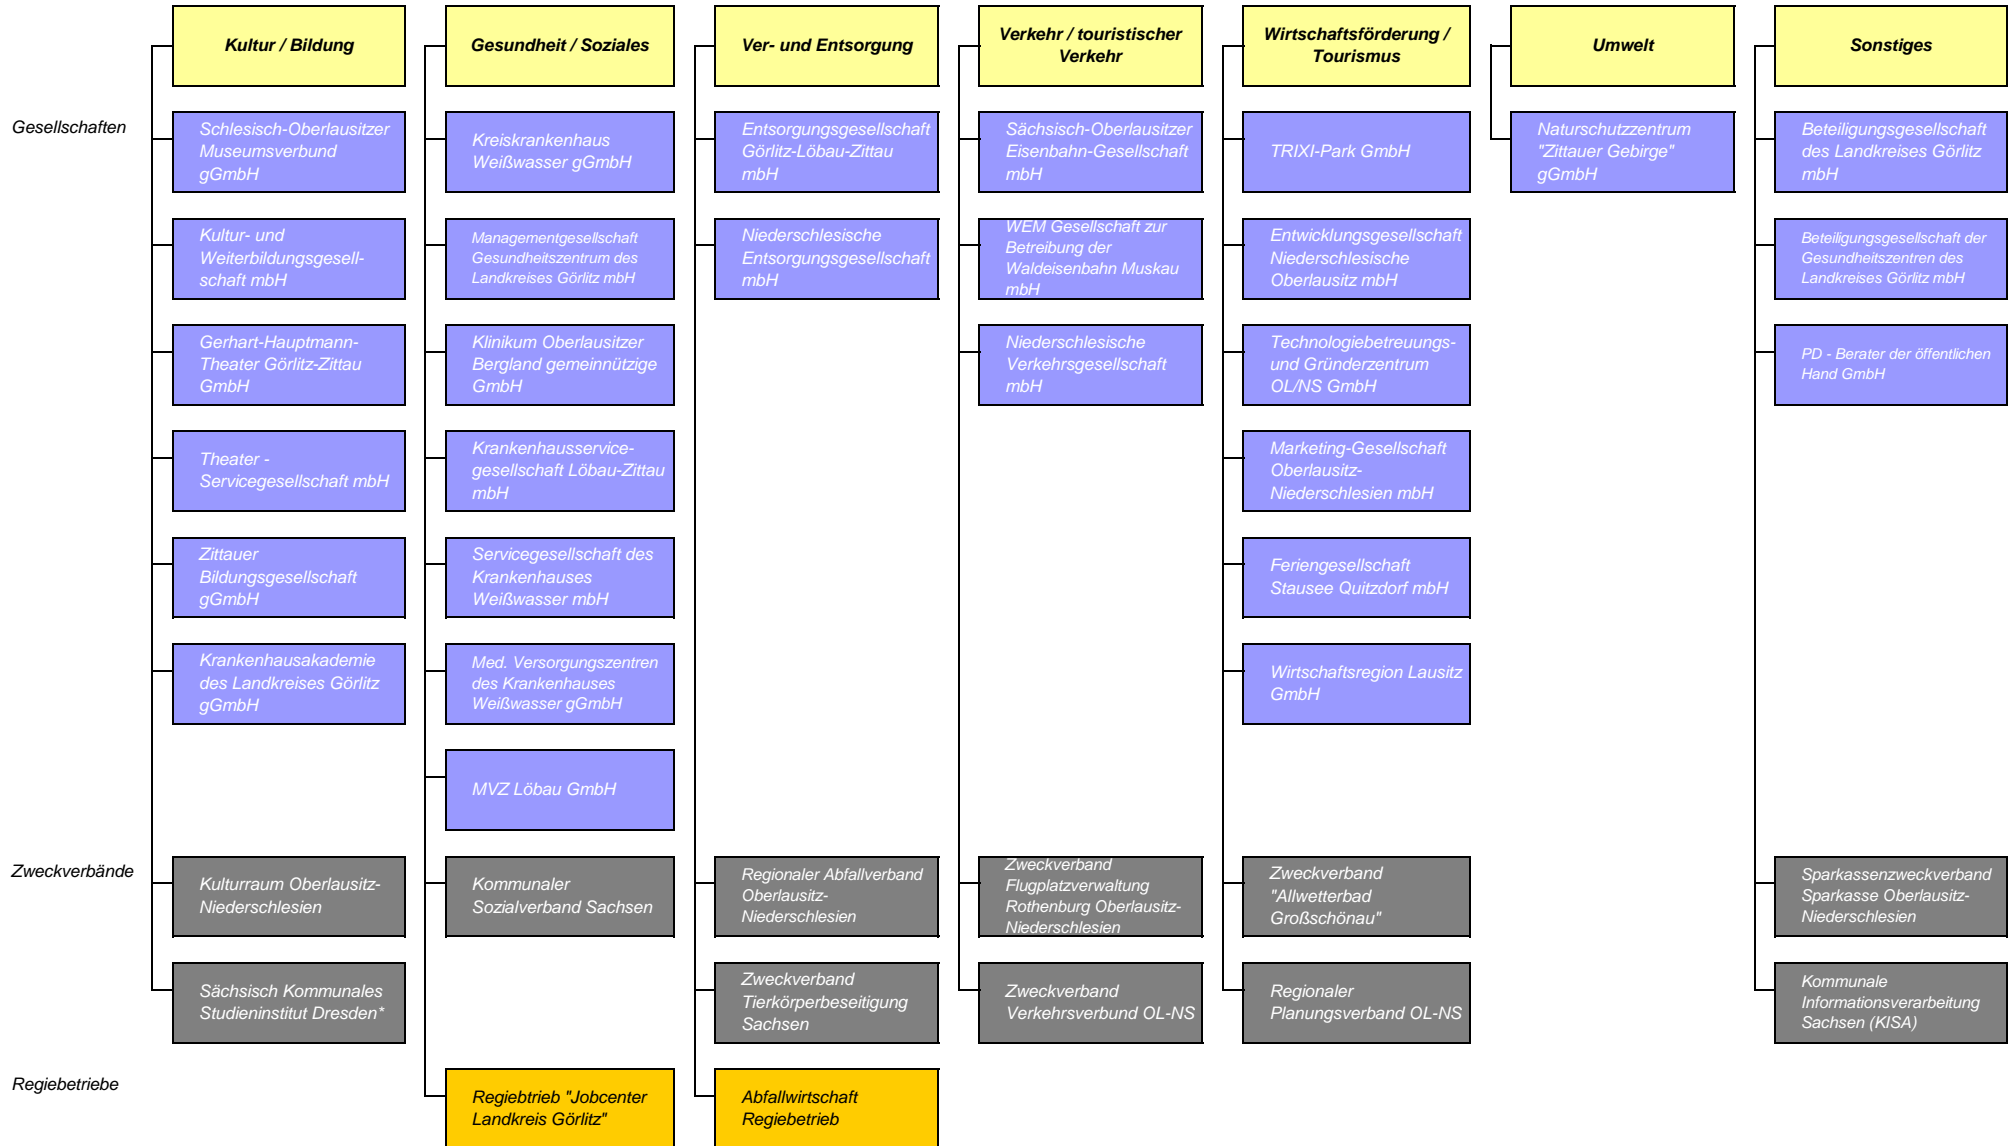 Kultur / Bildung
Gesundheit / Soziales
Ver- und Entsorgung
Verkehr / touristischer
Verkehr
Wirtschaftsförderung /
Tourismus
Umwelt
Sonstiges
Gesellschaften
Schlesisch-Oberlausitzer
Museumsverbund
gGmbH
Kreiskrankenhaus
Weißwasser gGmbH
Entsorgungsgesellschaft
Görlitz-Löbau-Zittau
mbH
Sächsisch-Oberlausitzer
Eisenbahn-Gesellschaft
mbH
TRIXI-Park GmbH
Naturschutzzentrum
"Zittauer Gebirge"
gGmbH
Beteiligungsgesellschaft
des Landkreises Görlitz
mbH
Kultur- und
Weiterbildungsgesell-
schaft mbH
Managementgesellschaft
Gesundheitszentrum des
Landkreises Görlitz mbH
Niederschlesische
Entsorgungsgesellschaft
mbH
WEM Gesellschaft zur
Betreibung der
Waldeisenbahn Muskau
mbH
Entwicklungsgesellschaft
Niederschlesische
Oberlausitz mbH
Beteiligungsgesellschaft der
Gesundheitszentren des
Landkreises Görlitz mbH
Gerhart-Hauptmann-
Theater Görlitz-Zittau
GmbH
Klinikum Oberlausitzer
Bergland gemeinnützige
GmbH
Niederschlesische
Verkehrsgesellschaft
mbH
Technologiebetreuungs-
und Gründerzentrum
OL/NS GmbH
PD - Berater der öffentlichen
Hand GmbH
Theater -
Servicegesellschaft mbH
Krankenhausservice-
gesellschaft Löbau-Zittau
mbH
Marketing-Gesellschaft
Oberlausitz-
Niederschlesien mbH
Zittauer
Bildungsgesellschaft
gGmbH
Servicegesellschaft des
Krankenhauses
Weißwasser mbH
Feriengesellschaft
Stausee Quitzdorf mbH
Krankenhausakademie
des Landkreises Görlitz
gGmbH
Med. Versorgungszentren
des Krankenhauses
Weißwasser gGmbH
Wirtschaftsregion Lausitz
GmbH
MVZ Löbau GmbH
Zweckverbände
Kulturraum Oberlausitz-
Niederschlesien
Kommunaler
Sozialverband Sachsen
Regionaler Abfallverband
Oberlausitz-
Niederschlesien
Zweckverband
Flugplatzverwaltung
Rothenburg Oberlausitz-
Niederschlesien
Zweckverband
"Allwetterbad
Großschönau"
Sparkassenzweckverband
Sparkasse Oberlausitz-
Niederschlesien
Sächsisch Kommunales
Studieninstitut Dresden*
Zweckverband
Tierkörperbeseitigung
Sachsen
Zweckverband
Verkehrsverbund OL-NS
Regionaler
Planungsverband OL-NS
Kommunale
Informationsverarbeitung
Sachsen (KISA)
Regiebetriebe
Regiebtrieb "Jobcenter
Landkreis Görlitz"
Abfallwirtschaft
Regiebetrieb